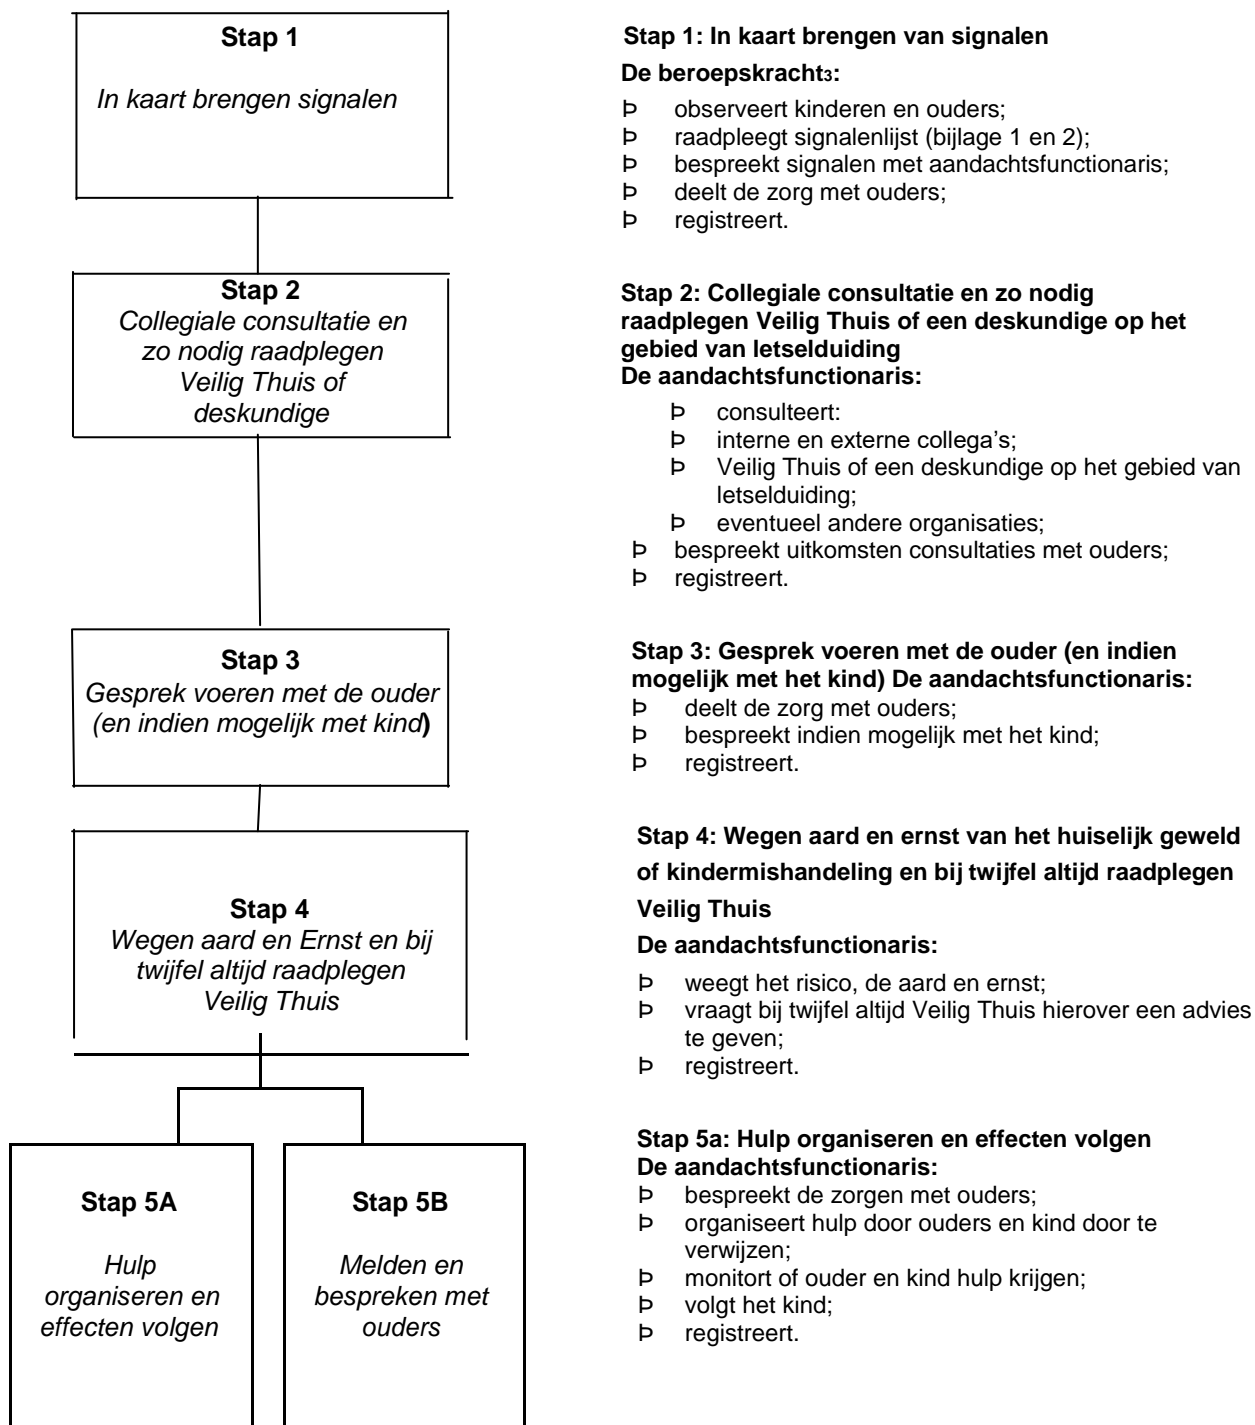 Stap 1
In kaart brengen signalen
Stap 2
Collegiale consultatie en
zo nodig raadplegen
Veilig Thuis of
deskundige
Stap 3
Gesprek voeren met de ouder
(en indien mogelijk met kind)
Stap 4
Wegen aard en Ernst en bij
twijfel altijd raadplegen
Veilig Thuis
Stap 5A
Hulp
organiseren en
effecten volgen
Stap 5B
Melden en
bespreken met
ouders
Stap 1: In kaart brengen van signalen
De beroepskracht3:
Þ observeert kinderen en ouders;
Þ raadpleegt signalenlijst (bijlage 1 en 2);
Þ bespreekt signalen met aandachtsfunctionaris;
Þ deelt de zorg met ouders;
Þ registreert.
Stap 2: Collegiale consultatie en zo nodig
raadplegen Veilig Thuis of een deskundige op het
gebied van letselduiding
De aandachtsfunctionaris:
Þ consulteert:
Þ interne en externe collega's;
Þ Veilig Thuis of een deskundige op het gebied van
letselduiding;
Þ eventueel andere organisaties;
Þ bespreekt uitkomsten consultaties met ouders;
Þ registreert.
Stap 3: Gesprek voeren met de ouder (en indien
mogelijk met het kind) De aandachtsfunctionaris:
Þ deelt de zorg met ouders;
Þ bespreekt indien mogelijk met het kind;
Þ registreert.
Stap 4: Wegen aard en ernst van het huiselijk geweld
of kindermishandeling en bij twijfel altijd raadplegen
Veilig Thuis
De aandachtsfunctionaris:
Þ weegt het risico, de aard en ernst;
Þ vraagt bij twijfel altijd Veilig Thuis hierover een advies
te geven;
Þ registreert.
Stap 5a: Hulp organiseren en effecten volgen
De aandachtsfunctionaris:
Þ bespreekt de zorgen met ouders;
Þ organiseert hulp door ouders en kind door te
verwijzen;
Þ monitort of ouder en kind hulp krijgen;
Þ volgt het kind;
Þ registreert.